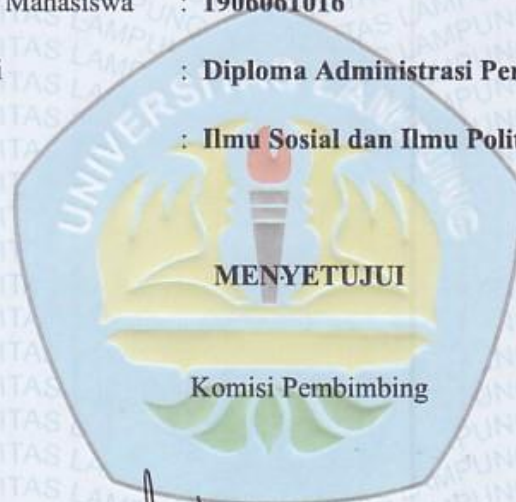 Mahasiswa : 1906061016
i : Diploma Administrasi Per
: Ilmu Sosial dan Ilmu Polit
UNIVERSITAS LAMPUNG
MENYETUJUI
Komisi Pembimbing